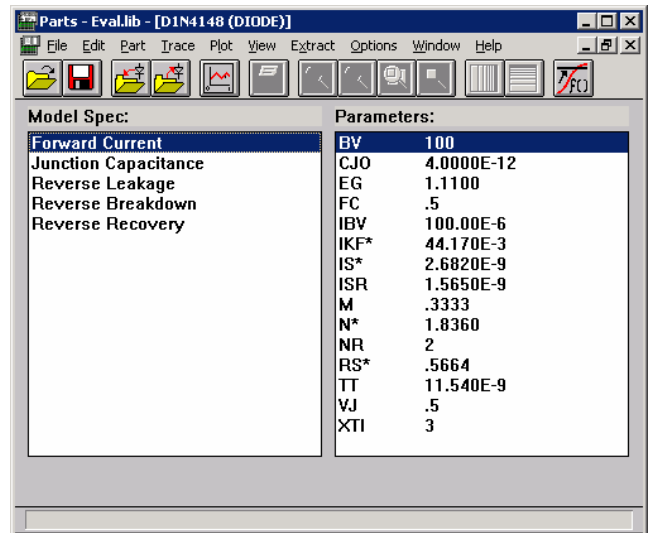 Parts - Eval.lib - [D1N4148 (DIODE)]
File Edit Part Trace Plot View Extract Options Window Help
f()
Model Spec: Parameters:
Forward Current
Junction Capacitance
Reverse Leakage
Reverse Breakdown
Reverse Recovery
BV 100
CJO 4.0000E-12
EG 1.1100
FC .5
IBV 100.00E-6
IKF* 44.170E-3
IS* 2.6820E-9
ISR 1.5650E-9
M .3333
N* 1.8360
NR 2
RS* .5664
TT 11.540E-9
VJ .5
XTI 3